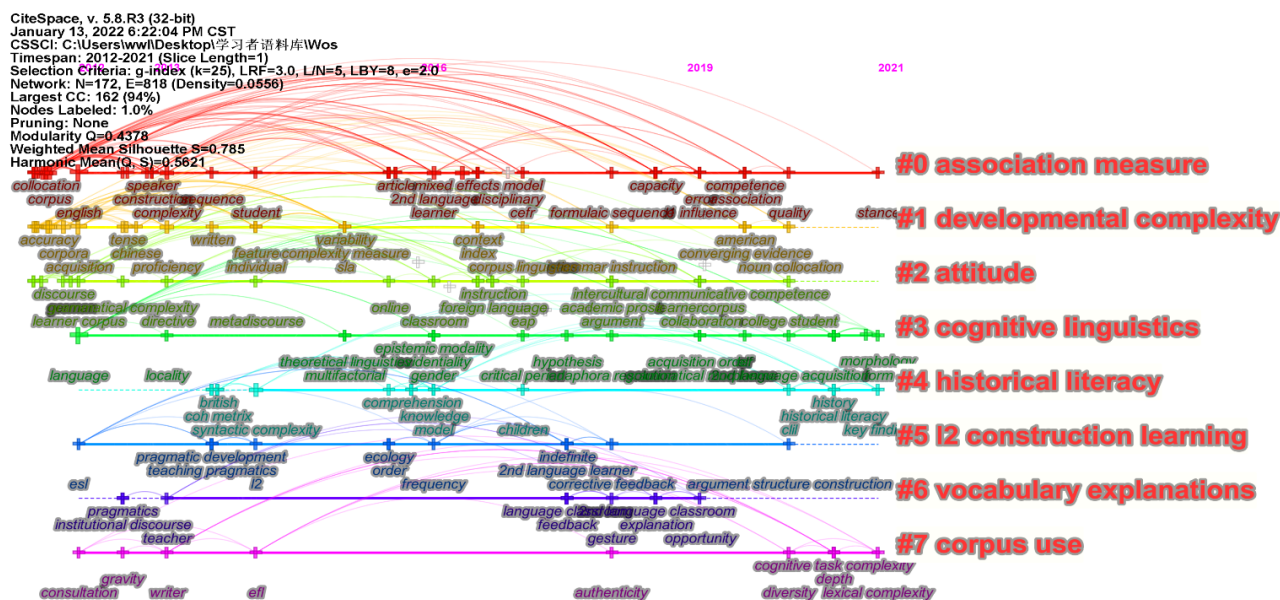 CiteSpace, v. 5.8.R3 (32-bit)
January 13, 2022 6:22:04 PM CST
CSSCI: C:\Users\wwl\Desktop\学习者语料库\Wos
Timespan: 2012-2021 (Slice Length=1)
2013 2016 2019 2021
Selection Criteria: g-index (k=25), LRF=3.0, L/N=5, LBY=8, e=2.0
Network: N=172, E=818 (Density=0.0556)
Largest CC: 162 (94%)
Nodes Labeled: 1.0%
Pruning: None
Modularity Q=0.4378
Weighted Mean Silhouette S=0.785
Harmonic Mean(Q, S)=0.5621
#0 association measure
collocation speaker article mixed effects model capacity competence
corpus construction sequence 2nd language disciplinary error association
english complexity student learner cefr formulaic sequence influence quality stance
#1 developmental complexity
accuracy tense written variability context american
corpora chinese feature complexity measure index converging evidence
acquisition proficiency individual sla corpus linguistics grammar instruction noun collocation
#2 attitude
discourse instruction intercultural communicative competence
complexity online foreign language academic prose learnercorpus
learner corpus directive metadiscourse classroom eap argument collaboration college student
#3 cognitive linguistics
epistemic modality
theoretical linguistics hypothesis acquisition order morphology
language locality multifactorial gender critical period language acquisition
#4 historical literacy
british comprehension history
coh metrix knowledge historical literacy
syntactic complexity model children clil
#5 l2 construction learning
pragmatic development ecology indefinite
teaching pragmatics order 2nd language learner
esl l2 frequency corrective feedback argument structure construction
#6 vocabulary explanations
pragmatics language classroom
institutional discourse feedback explanation
teacher gesture opportunity
#7 corpus use
cognitive task complexity
gravity depth
consultation writer efl authenticity diversity lexical complexity